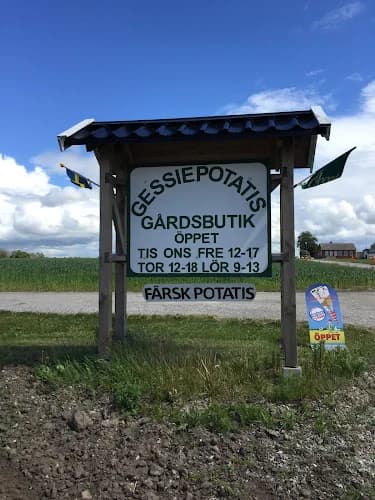 GESSIEPOTATIS
GÅRDSBUTIK
ÖPPET
TIS ONS FRE 12-17
TOR 12-18 LÖR 9-13
FÄRSK POTATIS
ÖPPET